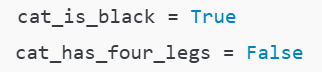 cat_is_black = True
cat_has_four_legs = False